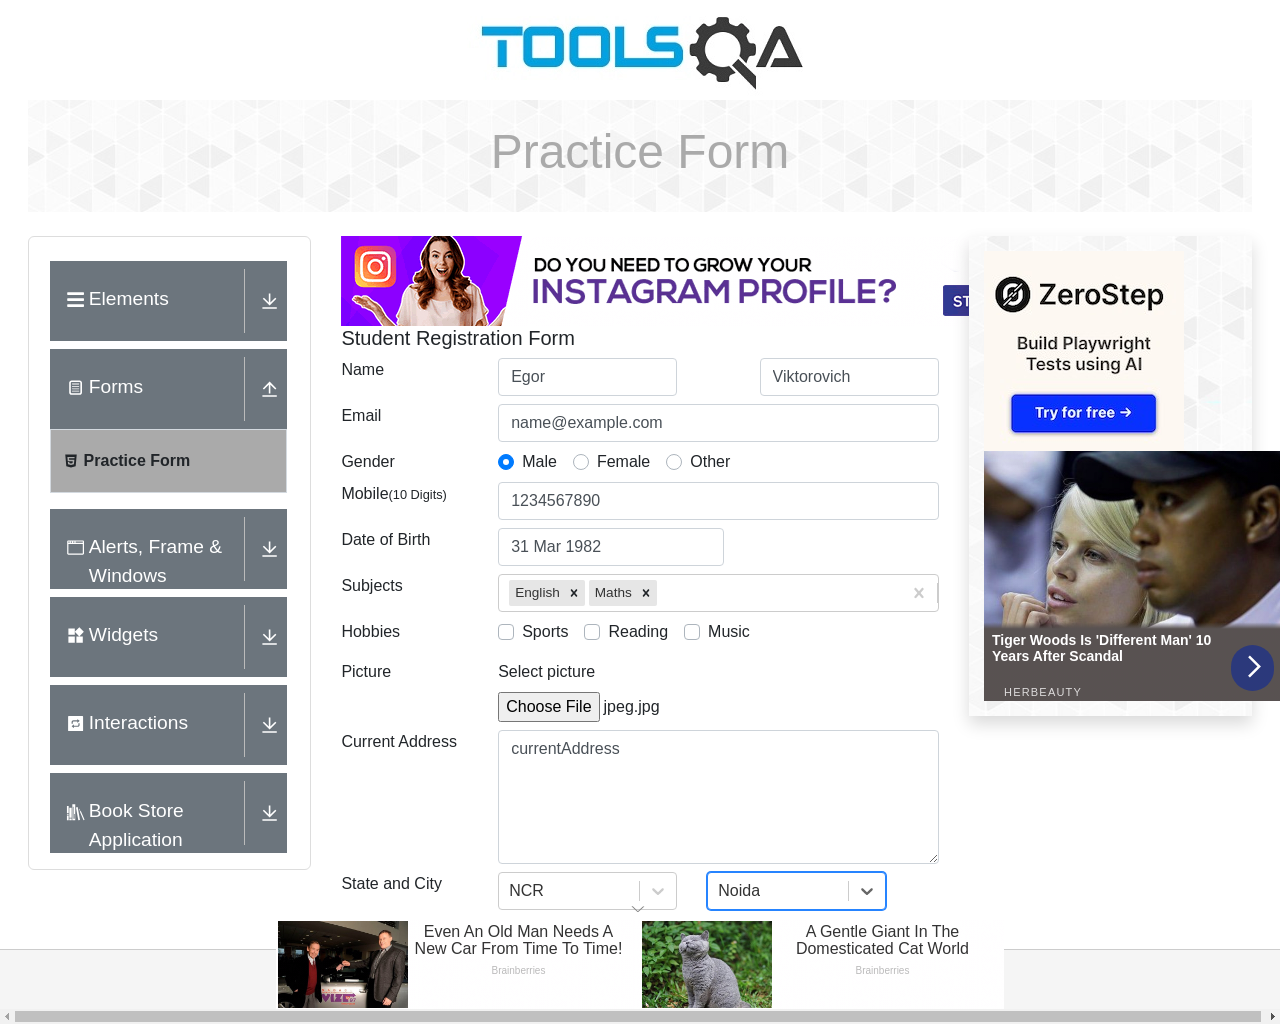 TOOLSQA
Practice Form
Elements
Forms
Practice Form
Alerts, Frame &
Windows
Widgets
Interactions
Book Store
Application
DO YOU NEED TO GROW YOUR
INSTAGRAM PROFILE?
Student Registration Form
Name
Egor
Viktorovich
Email
name@example.com
Gender
Male
Female
Other
Mobile(10 Digits)
1234567890
Date of Birth
31 Mar 1982
Subjects
English
Maths
Hobbies
Sports
Reading
Music
Picture
Select picture
Choose File jpeg.jpg
Current Address
currentAddress
State and City
NCR
Noida
ZeroStep
Build Playwright
Tests using AI
Try for free →
Tiger Woods Is 'Different Man' 10
Years After Scandal
HERBEAUTY
Even An Old Man Needs A
New Car From Time To Time!
Brainberries
A Gentle Giant In The
Domesticated Cat World
Brainberries